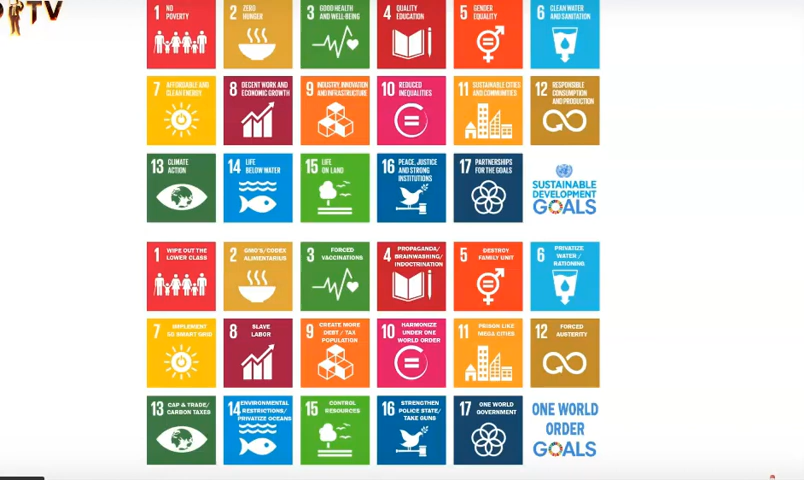 TV
1 NO POVERTY
2 ZERO HUNGER
3 GOOD HEALTH AND WELL-BEING
4 QUALITY EDUCATION
5 GENDER EQUALITY
6 CLEAN WATER AND SANITATION
7 AFFORDABLE AND CLEAN ENERGY
8 DECENT WORK AND ECONOMIC GROWTH
9 INDUSTRY, INNOVATION AND INFRASTRUCTURE
10 REDUCED INEQUALITIES
11 SUSTAINABLE CITIES AND COMMUNITIES
12 RESPONSIBLE CONSUMPTION AND PRODUCTION
13 CLIMATE ACTION
14 LIFE BELOW WATER
15 LIFE ON LAND
16 PEACE, JUSTICE AND STRONG INSTITUTIONS
17 PARTNERSHIPS FOR THE GOALS
SUSTAINABLE
DEVELOPMENT
GOALS
1 WIPE OUT THE LOWER CLASS
2 GMO'S/CODEX ALIMENTARIUS
3 FORCED VACCINATIONS
4 PROPAGANDA/ BRAINWASHING/ INDOCTRINATION
5 DESTROY FAMILY UNIT
6 PRIVATIZE WATER / RATIONING
7 IMPLEMENT SMART GRID
8 SLAVE LABOR
9 CREATE MORE DEBT / TAX POPULATION
10 HARMONIZE UNDER ONE WORLD ORDER
11 PRISON LIKE MEGA CITIES
12 FORCED AUSTERITY
13 CAP & TRADE/ CARBON TAXES
14 ENVIRONMENTAL RESTRICTIONS/ PRIVATIZE OCEANS
15 CONTROL RESOURCES
16 STRENGTHEN POLICE STATE/ TAKE GUNS
17 ONE WORLD GOVERNMENT
ONE WORLD
ORDER
GOALS